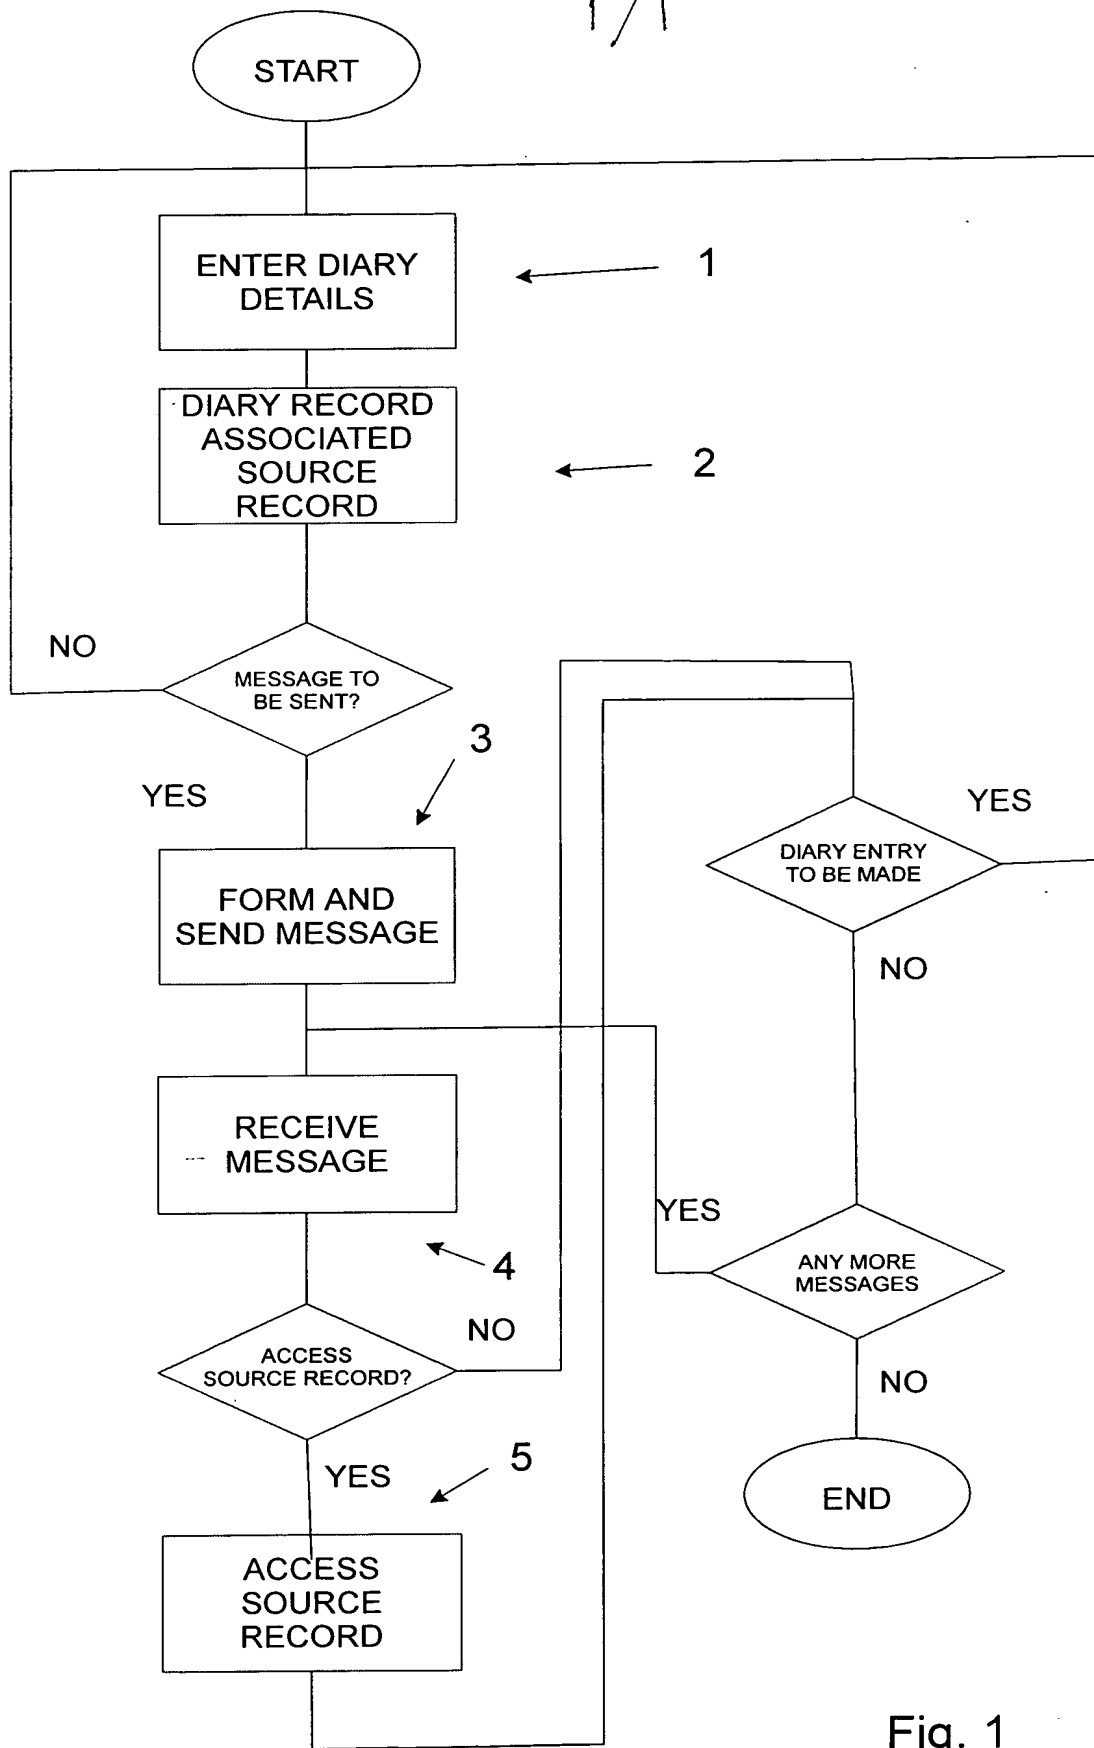 START
ENTER DIARY
DETAILS
1
DIARY RECORD
ASSOCIATED
SOURCE
RECORD
2
NO
MESSAGE TO
BE SENT?
3
YES
FORM AND
SEND MESSAGE
RECEIVE
MESSAGE
4
NO
ACCESS
SOURCE RECORD?
YES
5
ACCESS
SOURCE
RECORD
YES
DIARY ENTRY
TO BE MADE
NO
YES
ANY MORE
MESSAGES
NO
END
Fig. 1